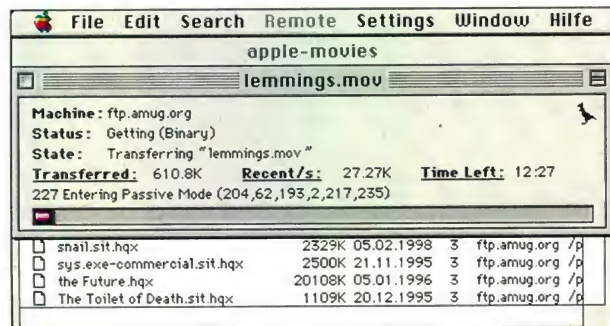 File Edit Search Remote Settings Window Hilfe
apple-movies
lemmings.mov
Machine: ftp.amug.org
Status: Getting (Binary)
State: Transferring "lemmings.mov"
Transferred: 610.8K Recent/s: 27.27K Time Left: 12:27
227 Entering Passive Mode (204,62,193,2,217,235)
snail.sit.hqx 2329K 05.02.1998 3 ftp.amug.org /p
sys.exe-commercial.sit.hqx 2500K 21.11.1995 3 ftp.amug.org /p
the Future.hqx 20108K 05.01.1996 3 ftp.amug.org /p
The Toilet of Death.sit.hqx 1109K 20.12.1995 3 ftp.amug.org /p